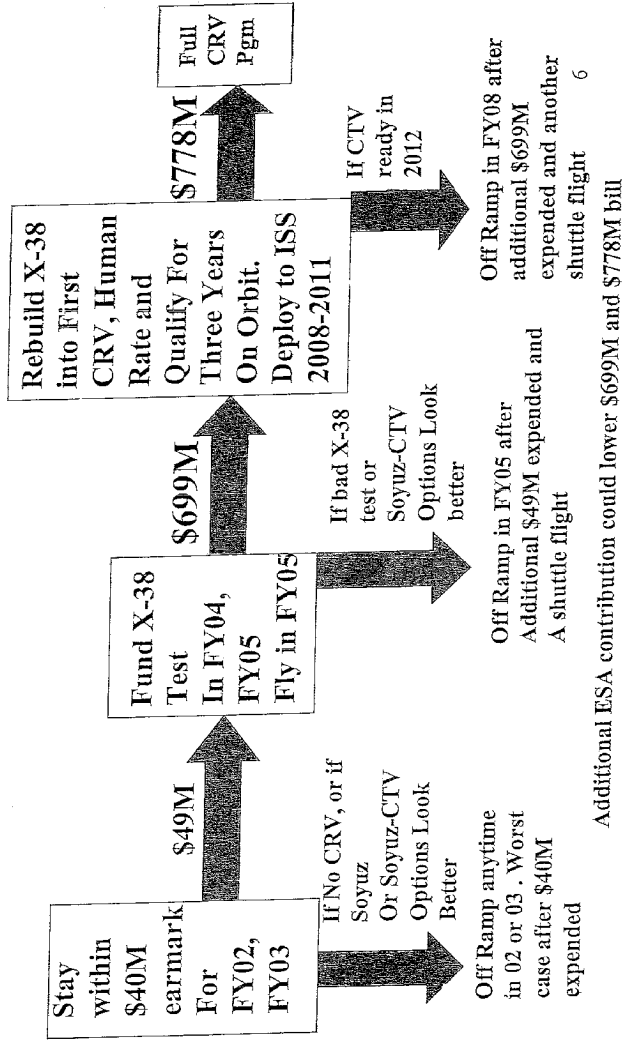 Stay
within
$40M
earmark
For
FY02,
FY03
$49M
Fund X-38
Test
In FY04,
FY05
Fly in FY05
$699M
Rebuild X-38
into First
CRV, Human
Rate and
Qualify For
Three Years
On Orbit.
Deploy to ISS
2008-2011
$778M
Full
CRV
Pgm
If No CRV, or if
Soyuz
Or Soyuz-CTV
Options Look
Better
If bad X-38
test or
Soyuz-CTV
Options Look
better
If CTV
ready in
2012
Off Ramp anytime
in 02 or 03 . Worst
case after $40M
expended
Off Ramp in FY05 after
Additional $49M expended and
A shuttle flight
Off Ramp in FY08 after
additional $699M
expended and another
shuttle flight
Additional ESA contribution could lower $699M and $778M bill
6